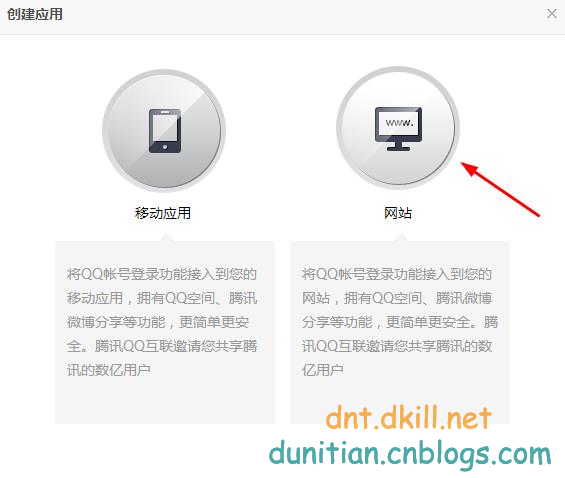 创建应用
www.
移动应用
网站
将QQ帐号登录功能接入到您的
移动应用，拥有QQ空间、腾讯
微博分享等功能，更简单更安
全。腾讯QQ互联邀请您共享腾
讯的数亿用户
将QQ帐号登录功能接入到您的
网站，拥有QQ空间、腾讯微博
分享等功能，更简单更安全。腾
讯QQ互联邀请您共享腾讯的数
亿用户
dnt.dkill.net
dunitian.cnblogs.com